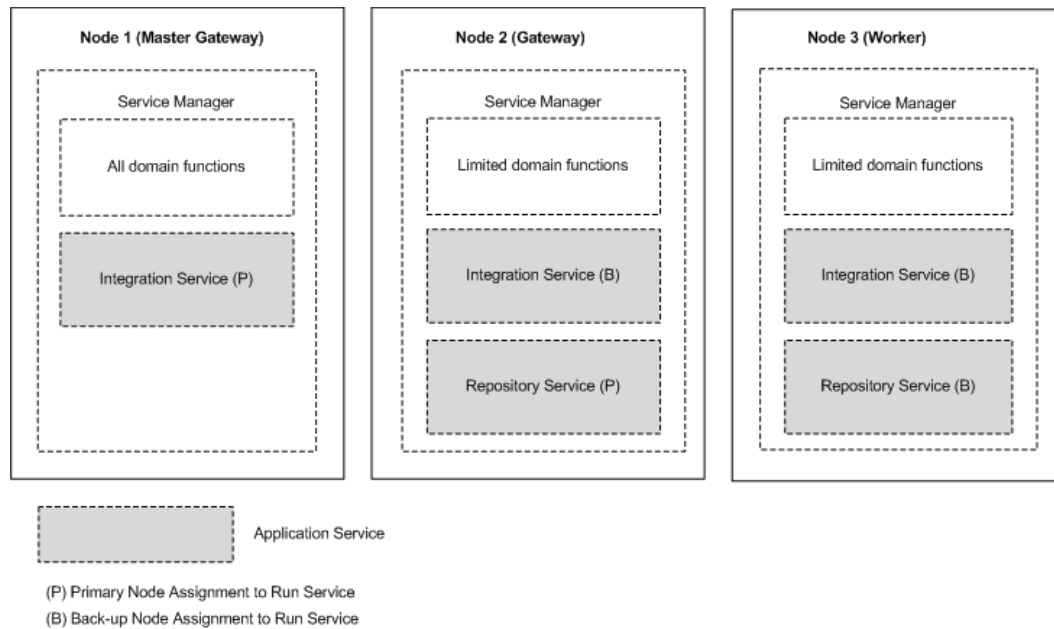 Node 1 (Master Gateway)
Service Manager
All domain functions
Integration Service (P)
Node 2 (Gateway)
Service Manager
Limited domain functions
Integration Service (B)
Repository Service (P)
Node 3 (Worker)
Service Manager
Limited domain functions
Integration Service (B)
Repository Service (B)
Application Service
(P) Primary Node Assignment to Run Service
(B) Back-up Node Assignment to Run Service